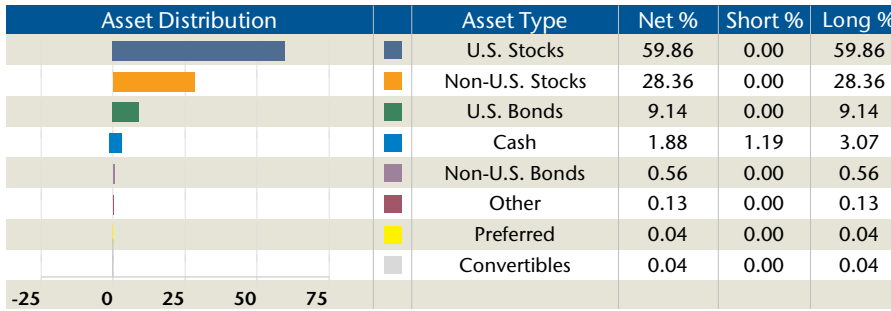 Asset Distribution Asset Type Net % Short % Long %
U.S. Stocks 59.86 0.00 59.86
Non-U.S. Stocks 28.36 0.00 28.36
U.S. Bonds 9.14 0.00 9.14
Cash 1.88 1.19 3.07
Non-U.S. Bonds 0.56 0.00 0.56
Other 0.13 0.00 0.13
Preferred 0.04 0.00 0.04
Convertibles 0.04 0.00 0.04
-25 0 25 50 75